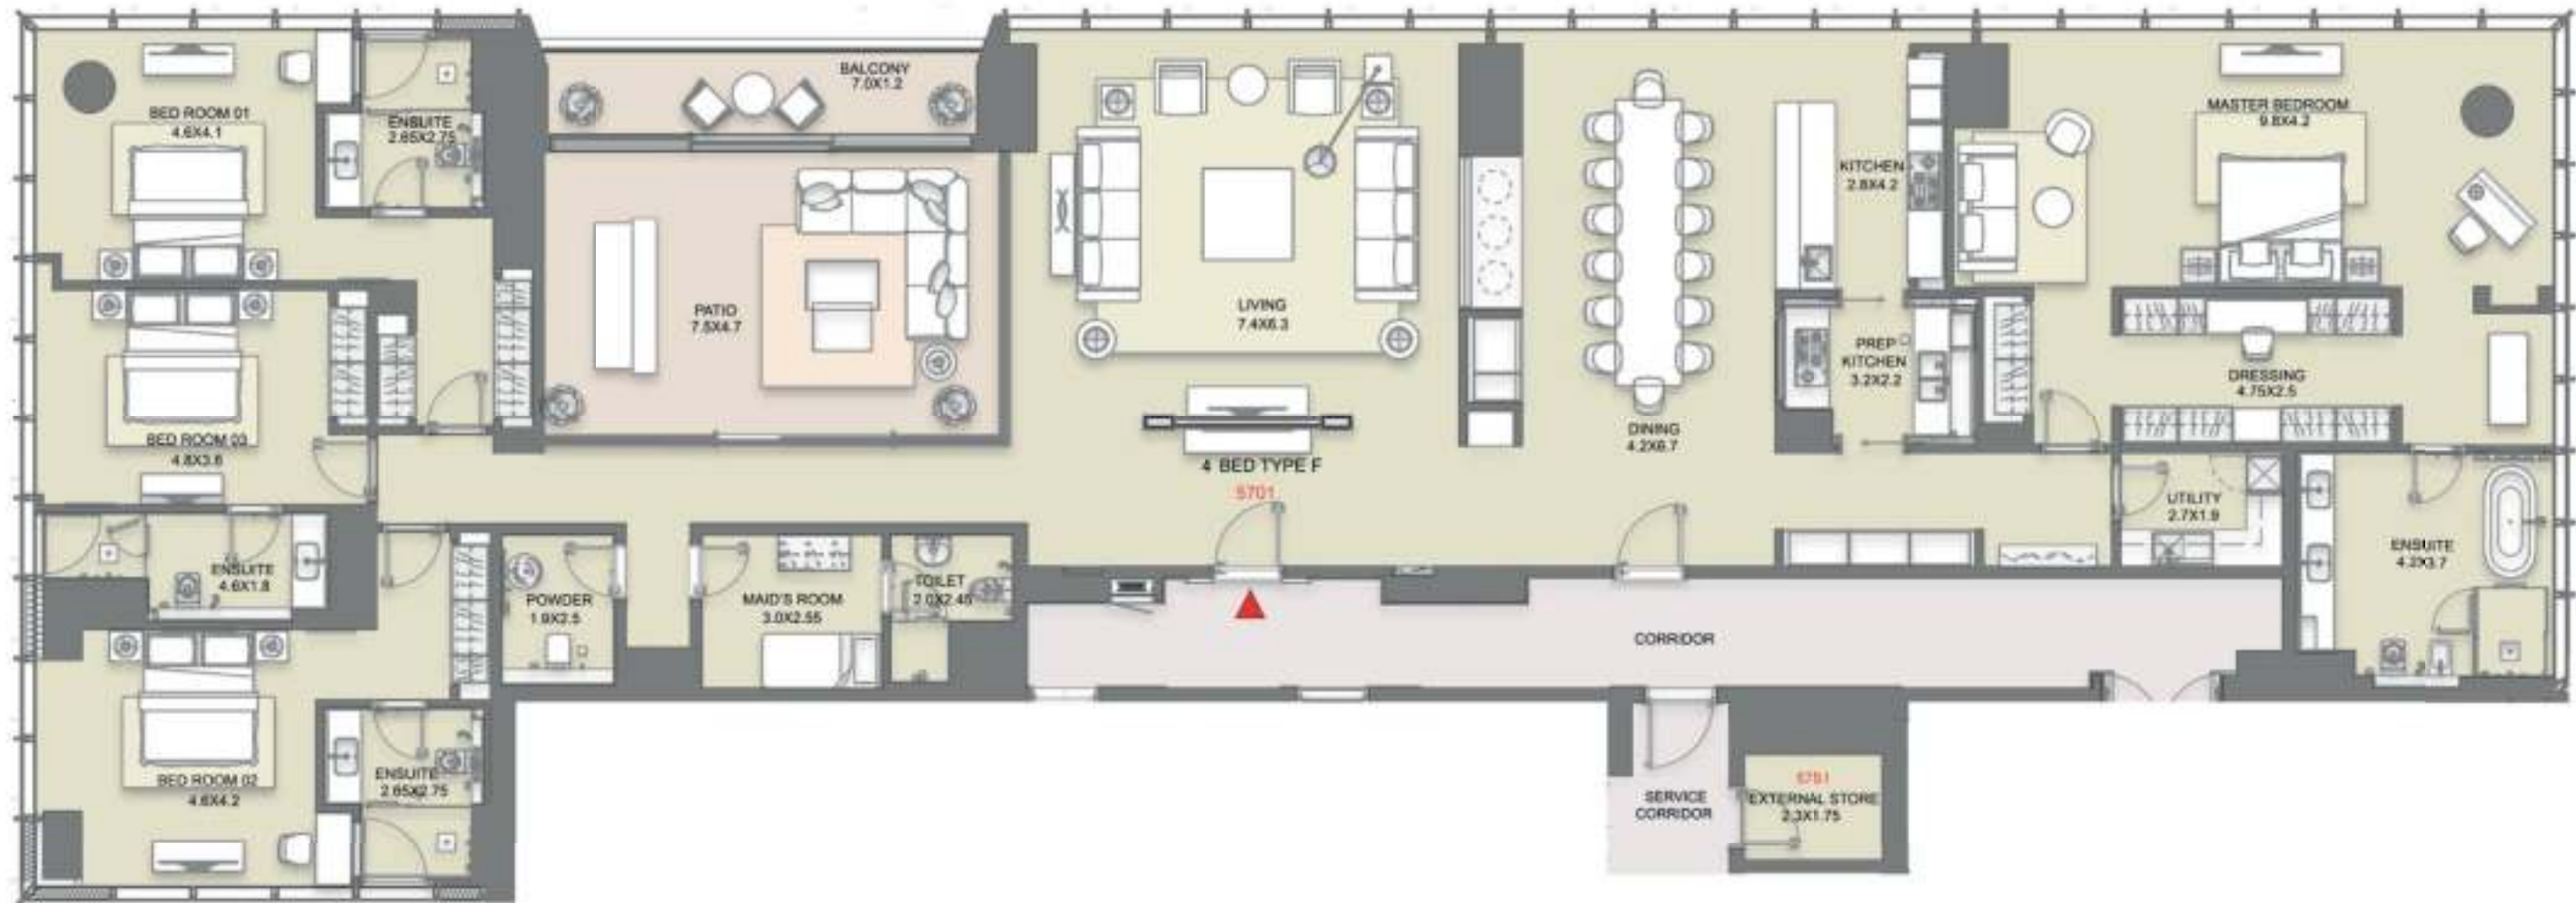 BED ROOM 01
4.6X4.1
ENSUITE
2.65X2.75
BALCONY
7.0X1.2
PATIO
7.5X4.7
LIVING
7.4X6.3
KITCHEN
2.8X4.2
MASTER BEDROOM
9.8X4.2
PREP
KITCHEN
3.2X2.2
DRESSING
4.75X2.5
DINING
4.2X6.7
BED ROOM 03
4.8X3.6
4 BED TYPE F
5701
UTILITY
2.7X1.9
ENSUITE
ENSUITE
4.6X1.8
POWDER
1.9X2.5
MAID'S ROOM
3.0X2.55
TOILET
2.0X2.45
CORRIDOR
BED ROOM 02
4.6X4.2
ENSUITE
2.65X2.75
SERVICE
CORRIDOR
EXTERNAL STORE
2.3X1.75